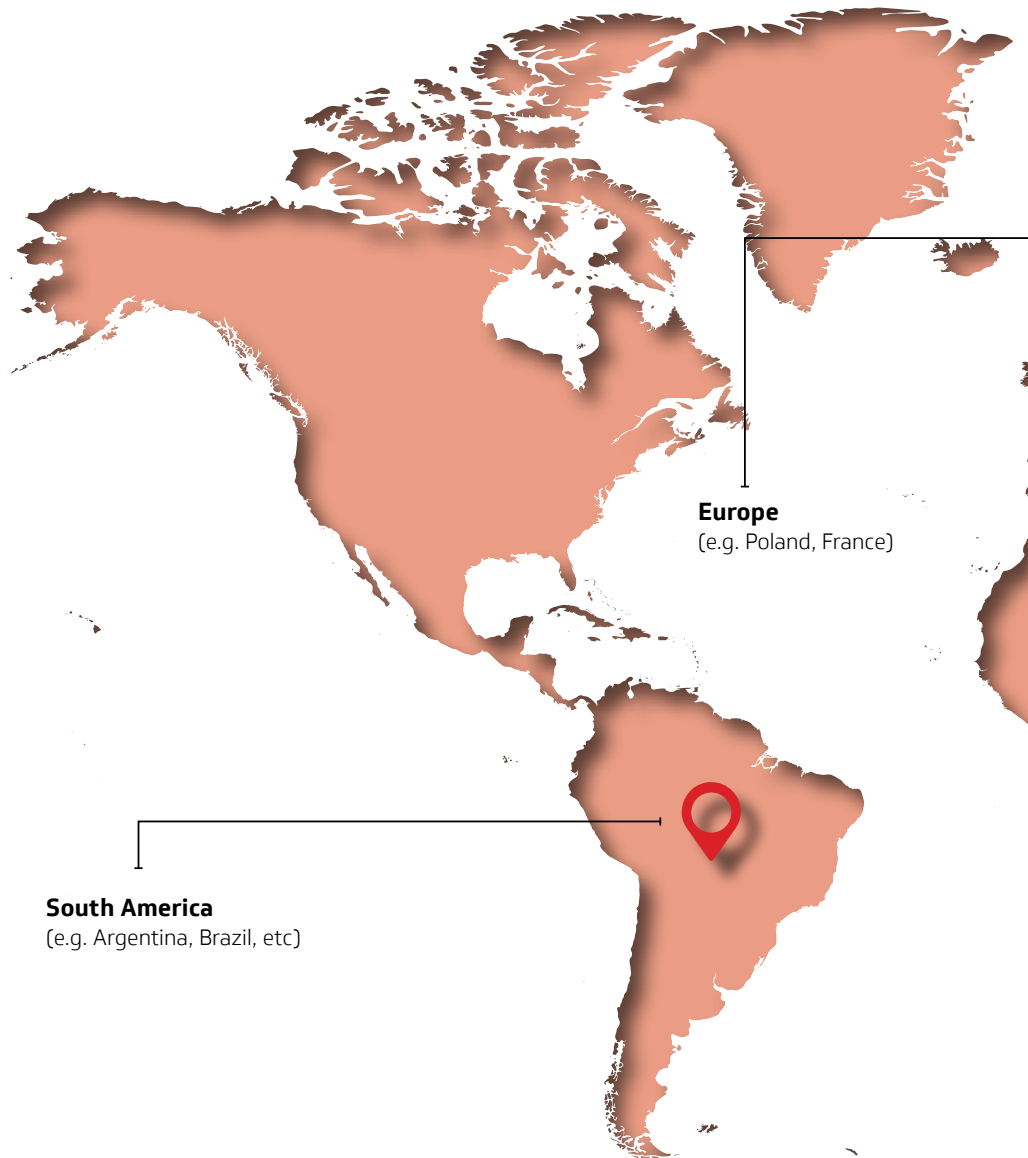 Europe
(e.g. Poland, France)
South America
(e.g. Argentina, Brazil, etc)